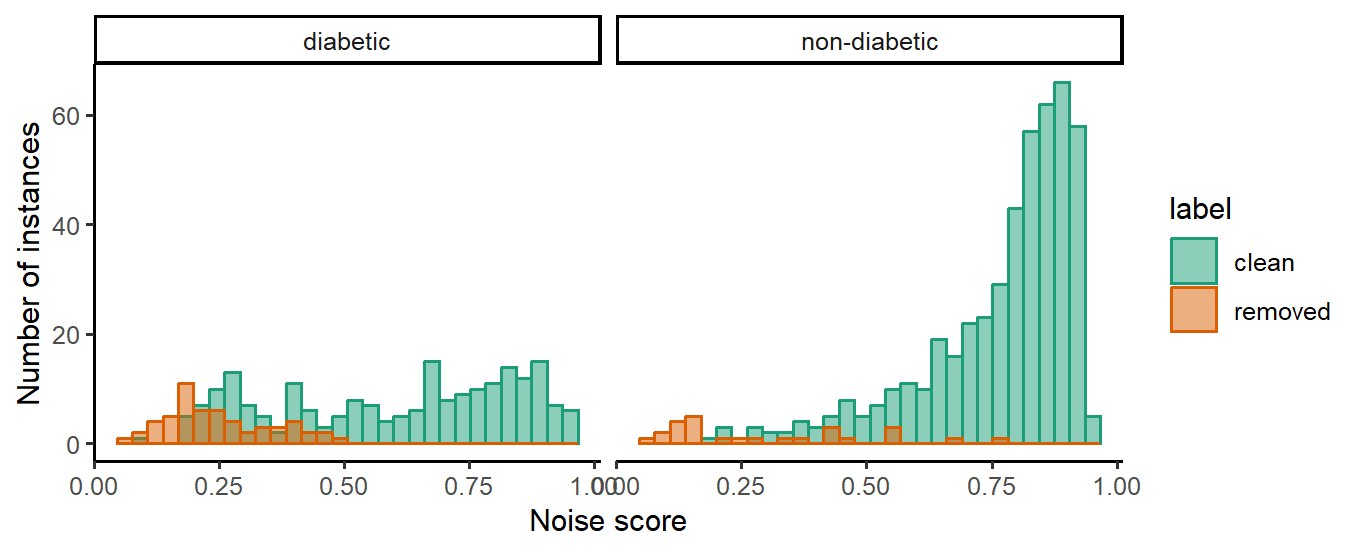 diabetic non-diabetic
Number of instances
60
40
20
0
0.00 0.25 0.50 0.75 1.00 0.00 0.25 0.50 0.75 1.00
Noise score
label
clean
removed